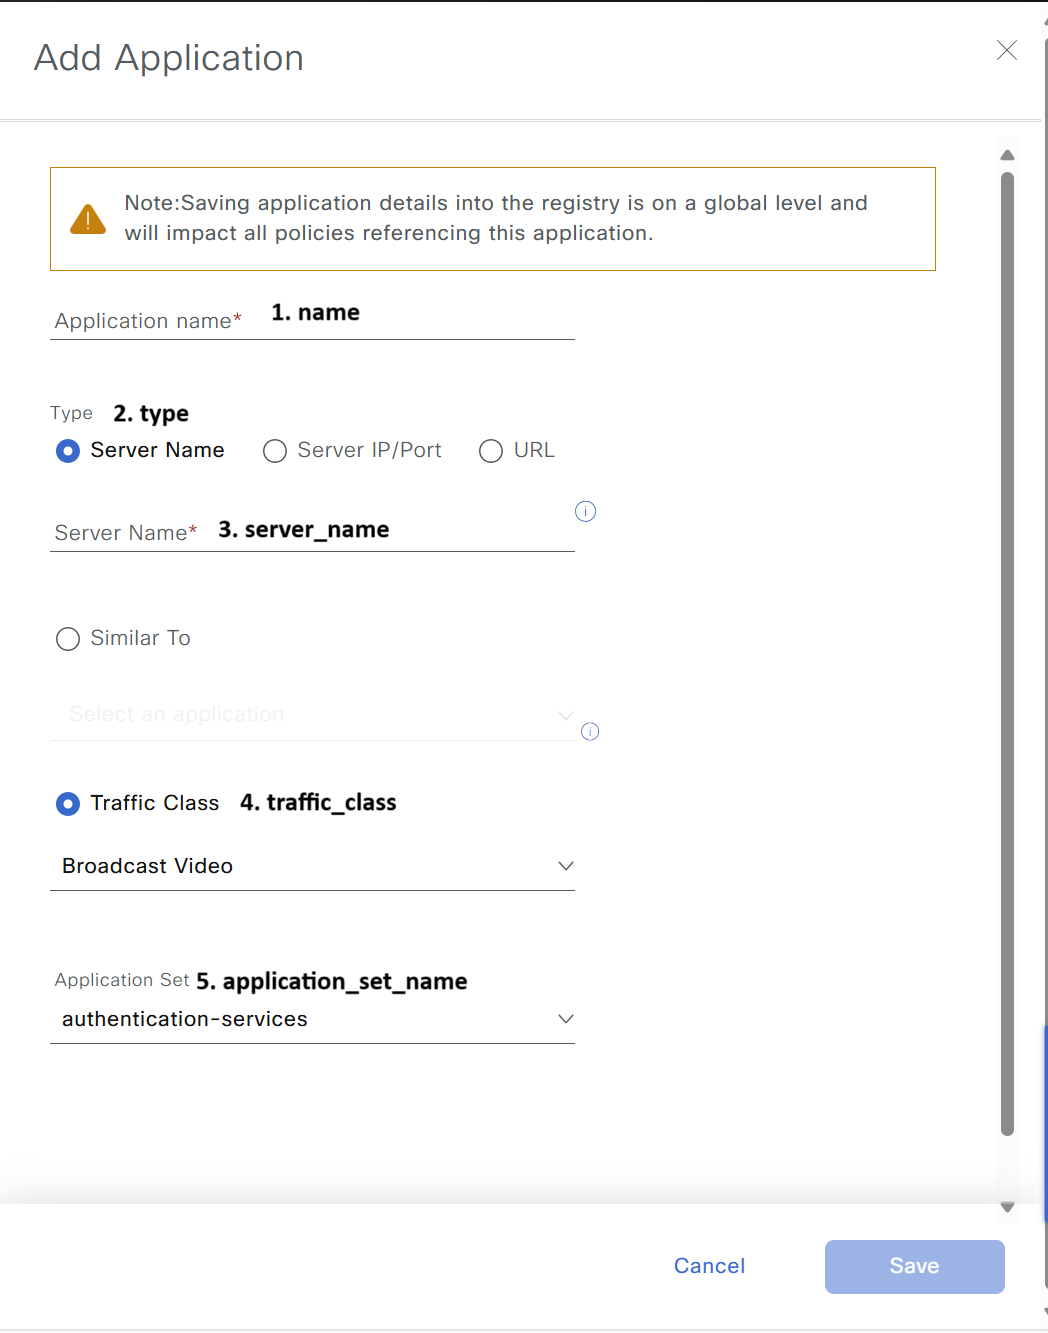 Add Application
Note:Saving application details into the registry is on a global level and
will impact all policies referencing this application.
Application name* 1. name
Type 2. type
Server Name Server IP/Port URL
Server Name* 3. server_name
Similar To
Select an application
Traffic Class 4. traffic_class
Broadcast Video
Application Set 5. application_set_name
authentication-services
Cancel Save